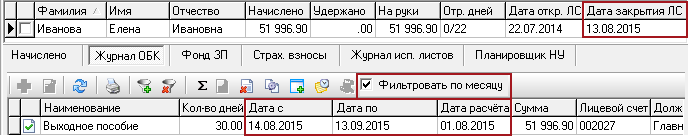 Фамилия Имя Отчество Начислено Удержано На руки Отр. дней Дата откр. ЛС Дата закрытия ЛС
Иванова Елена Ивановна 51 996.90 .00 51 996.90 0/22 22.07.2014 13.08.2015
Начислено Журнал ОБК Фонд ЗП Страх. взносы Журнал исп. листов Планировщик НУ
Σ Фильтровать по месяцу
Наименование Кол-во дней Дата с Дата по Дата расчёта Сумма Лицевой счет Долж
Выходное пособие 30.00 14.08.2015 13.09.2015 01.08.2015 51 996.90 002027 Главн